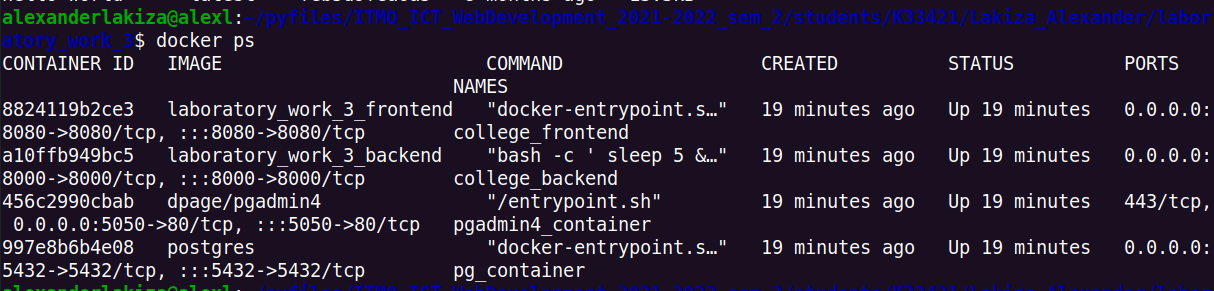 alexanderlakiza@alexl:~/pyfiles/ITMO_ICT_WebDevelopment_2021-2022_sem_2/students/K33421/Lakiza_Alexander/labor
atory_work_3$ docker ps
CONTAINER ID   IMAGE                        COMMAND                  CREATED          STATUS          PORTS
                                         NAMES
8824119b2ce3   laboratory_work_3_frontend   "docker-entrypoint.s…"   19 minutes ago   Up 19 minutes   0.0.0.0:
8080->8080/tcp, :::8080->8080/tcp        college_frontend
a10ffb949bc5   laboratory_work_3_backend    "bash -c ' sleep 5 &…"   19 minutes ago   Up 19 minutes   0.0.0.0:
8000->8000/tcp, :::8000->8000/tcp        college_backend
456c2990cbab   dpage/pgadmin4               "/entrypoint.sh"         19 minutes ago   Up 19 minutes   443/tcp,
 0.0.0.0:5050->80/tcp, :::5050->80/tcp   pgadmin4_container
997e8b6b4e08   postgres                     "docker-entrypoint.s…"   19 minutes ago   Up 19 minutes   0.0.0.0:
5432->5432/tcp, :::5432->5432/tcp        pg_container
alexanderlakiza@alexl: